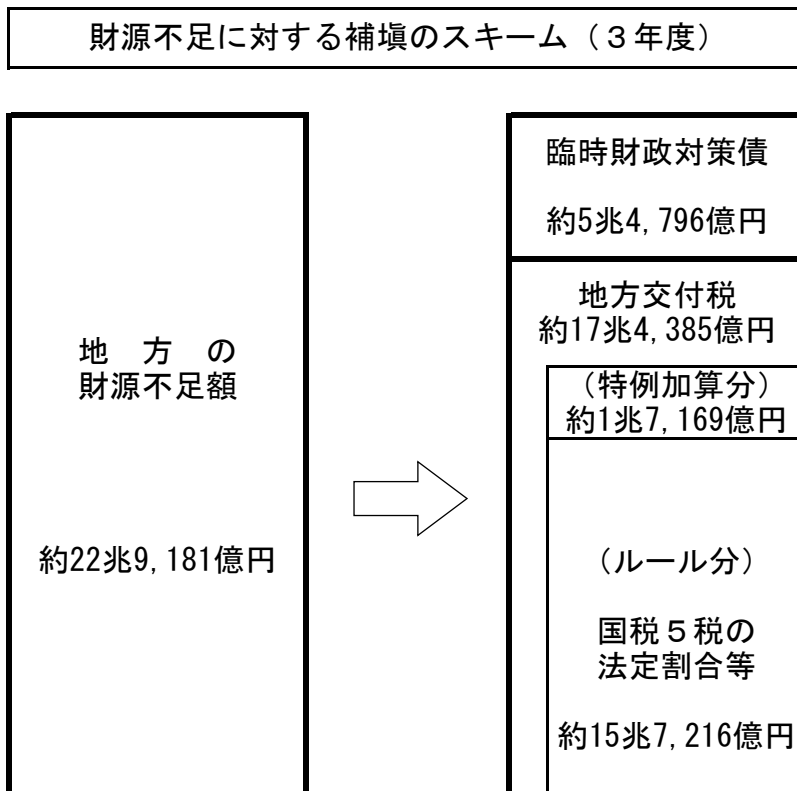 財源不足に対する補塡のスキーム（３年度）
地　方　の
財源不足額
約22兆9,181億円
臨時財政対策債
約5兆4,796億円
地方交付税
約17兆4,385億円
（特例加算分）
約1兆7,169億円
（ルール分）
国税５税の
法定割合等
約15兆7,216億円